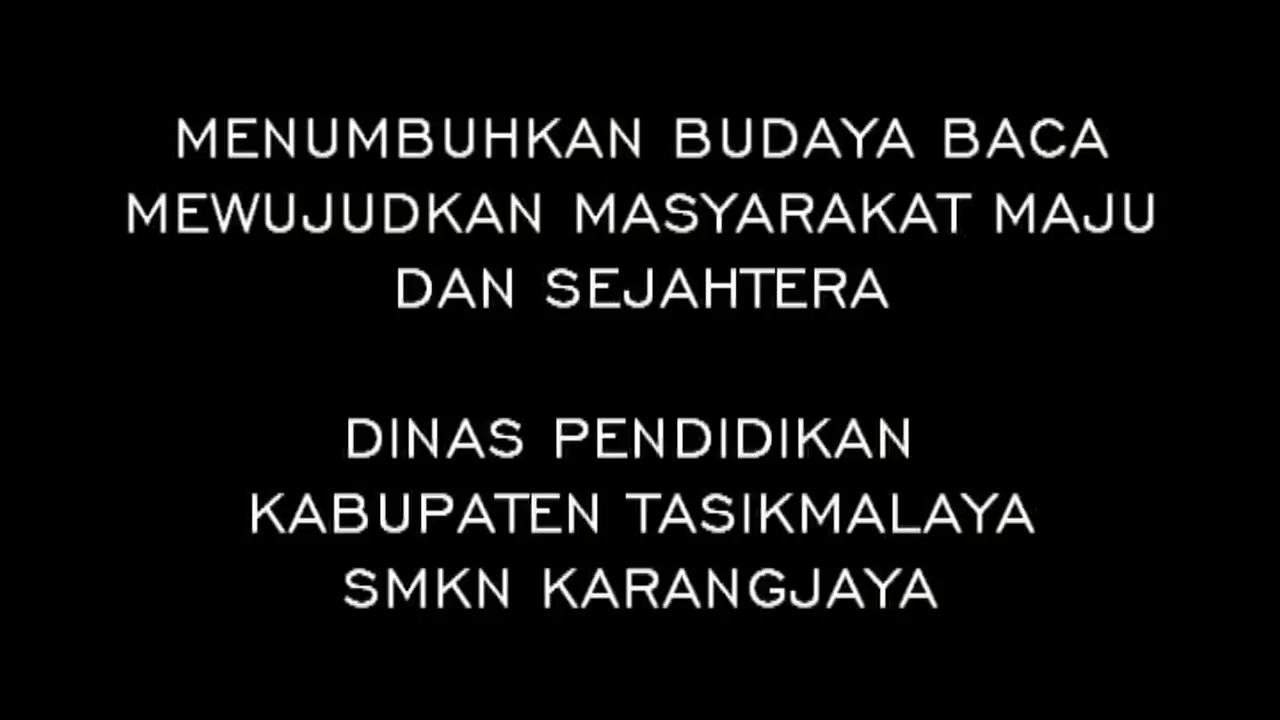 MENUMBUHKAN BUDAYA BACA
MEWUJUDKAN MASYARAKAT MAJU
DAN SEJAHTERA
DINAS PENDIDIKAN
KABUPATEN TASIKMALAYA
SMKN KARANGJAYA